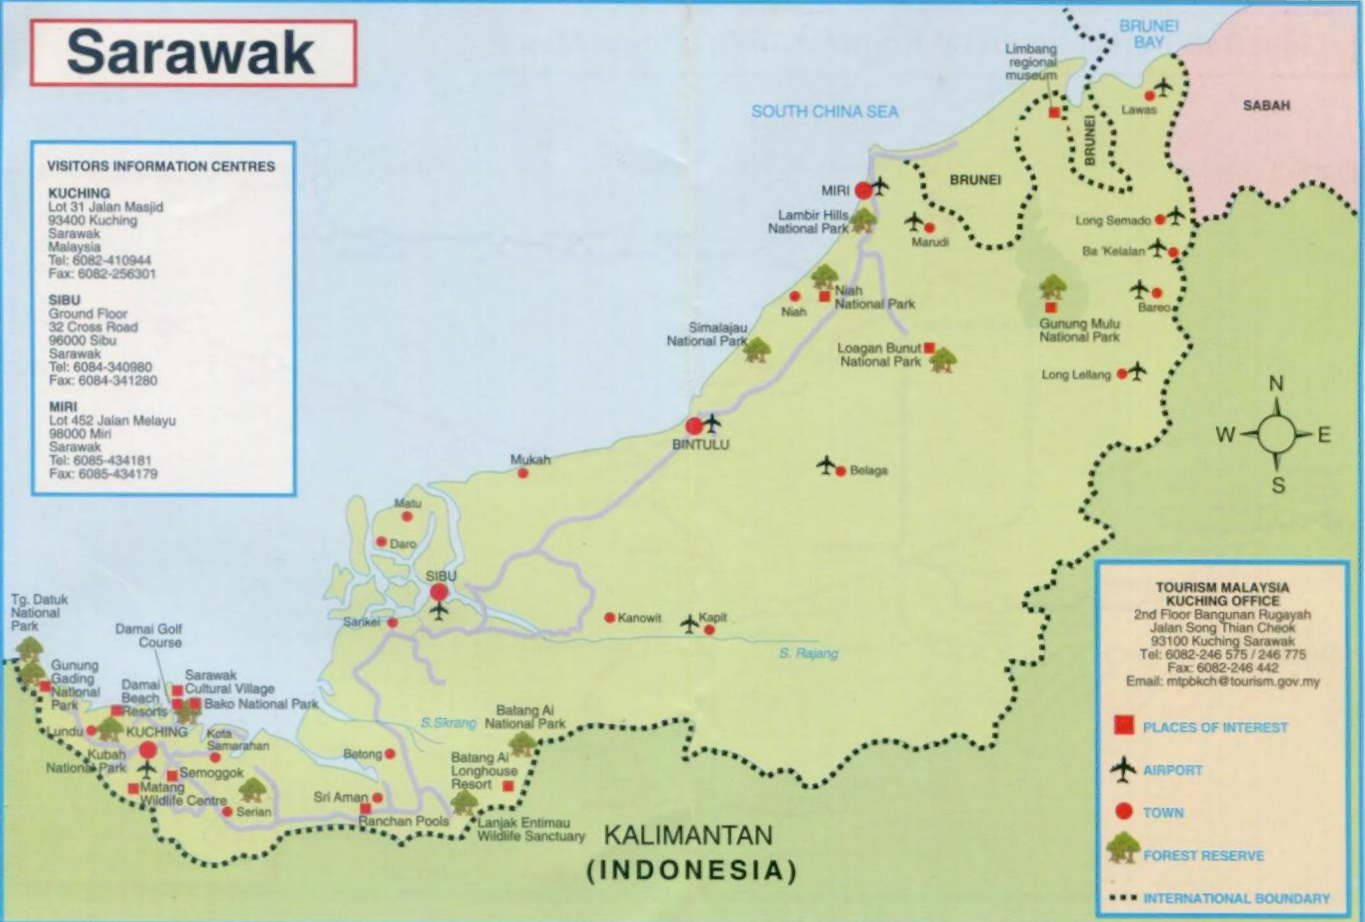 Sarawak
VISITORS INFORMATION CENTRES
KUCHING
Lot 31 Jalan Masjid
93400 Kuching
Sarawak
Malaysia
Tel: 6082-410944
Fax: 6082-256301
SIBU
Ground Floor
32 Cross Road
96000 Sibu
Sarawak
Tel: 6084-340980
Fax: 6084-341280
MIRI
Lot 452 Jalan Melayu
98000 Miri
Sarawak
Tel: 6085-434181
Fax: 6085-434179
BRUNEI
BAY
Limbang
regional
museum
SOUTH CHINA SEA
Lawas
SABAH
BRUNEI
BRUNEI
MIRI
Lambir Hills
National Park
Marudi
Long Semado
Ba 'Kelalan
Bareo
Niah
National Park
Niah
Gunung Mulu
National Park
Simalajau
National Park
Loagan Bunut
National Park
Long Lellang
N
W
E
S
BINTULU
Mukah
Belaga
Matu
Daro
SIBU
Sarikei
Kanowit
Kapit
S. Rajang
Tg. Datuk
National
Park
Damai Golf
Course
Gunung
Gading
National
Park
Damai
Beach
Resorts
Sarawak
Cultural Village
Bako National Park
Lundu
KUCHING
Kota
Samarahan
Kubah
National Park
Semoggok
Matang
Wildlife Centre
Serian
S.Skrang
Batang Ai
National Park
Betong
Batang Ai
Longhouse
Resort
Sri Aman
Ranchan Pools
Lanjak Entimau
Wildlife Sanctuary
KALIMANTAN
(INDONESIA)
TOURISM MALAYSIA
KUCHING OFFICE
2nd Floor Bangunan Rugayah
Jalan Song Thian Cheok
93100 Kuching Sarawak
Tel: 6082-246 575 / 246 775
Fax: 6082-246 442
Email: mtpbkch@tourism.gov.my
PLACES OF INTEREST
AIRPORT
TOWN
FOREST RESERVE
INTERNATIONAL BOUNDARY